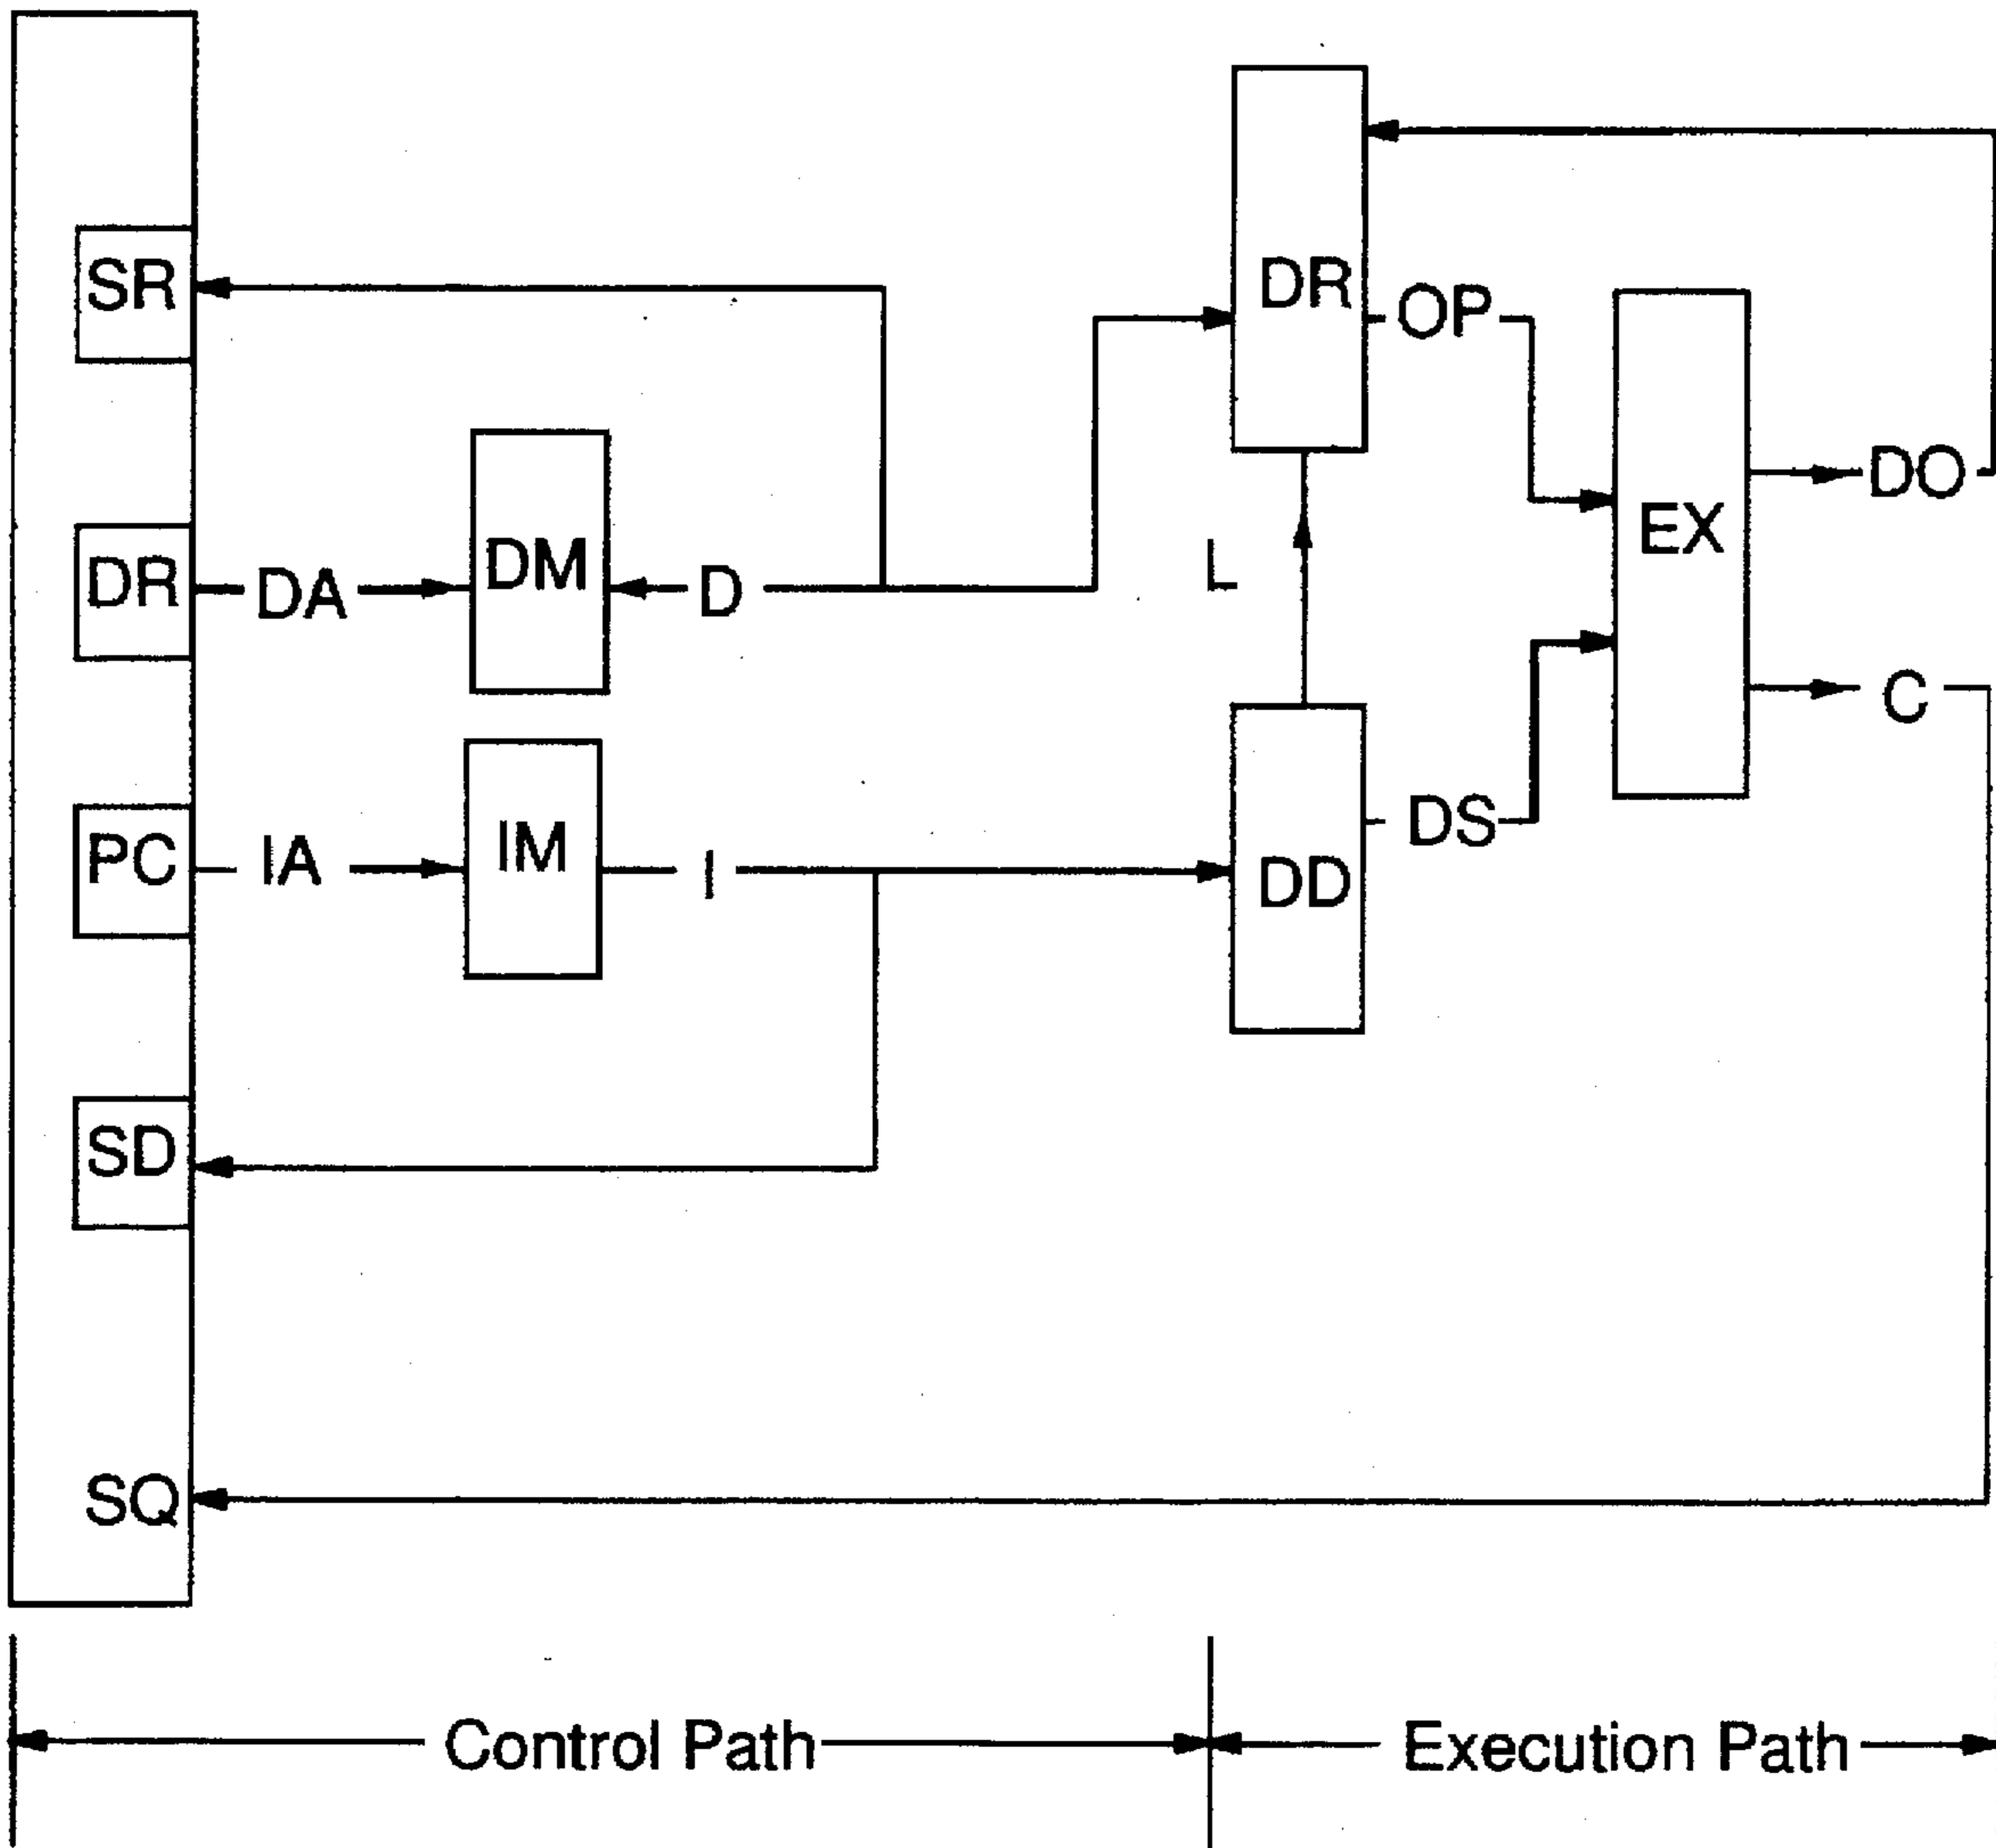 SR
DR
OP
DR
DA
DM
D
L
EX
DO
C
PC
IA
IM
I
DD
DS
SD
SQ
Control Path
Execution Path